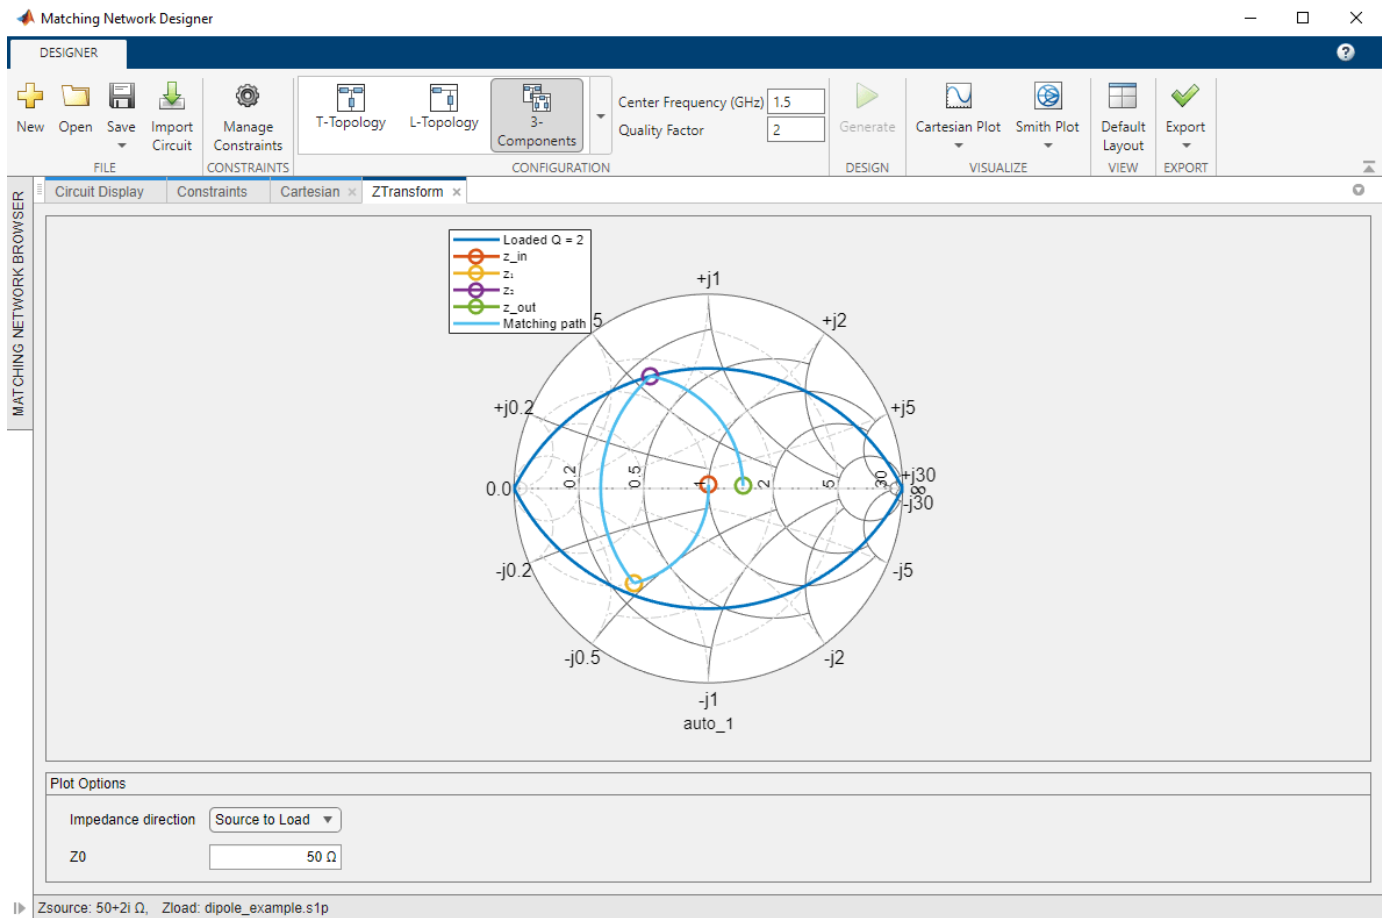 Matching Network Designer
DESIGNER
New Open Save Import Circuit
Manage Constraints
T-Topology L-Topology 3-Components
Center Frequency (GHz) 1.5
Quality Factor 2
Generate
Cartesian Plot Smith Plot
Default Layout
Export
FILE CONSTRAINTS CONFIGURATION DESIGN VISUALIZE VIEW EXPORT
MATCHING NETWORK BROWSER
Circuit Display Constraints Cartesian ZTransform
Loaded Q = 2
z_in
z₁
z₂
z_out
Matching path
5
+j1
+j2
+j0.2
+j5
0.0
0.2
0.5
1
2
5
30
+j30
∞
-j30
-j0.2
-j5
-j0.5
-j2
-j1
auto_1
Plot Options
Impedance direction Source to Load
Z0 50 Ω
Zsource: 50+2i Ω, Zload: dipole_example.s1p